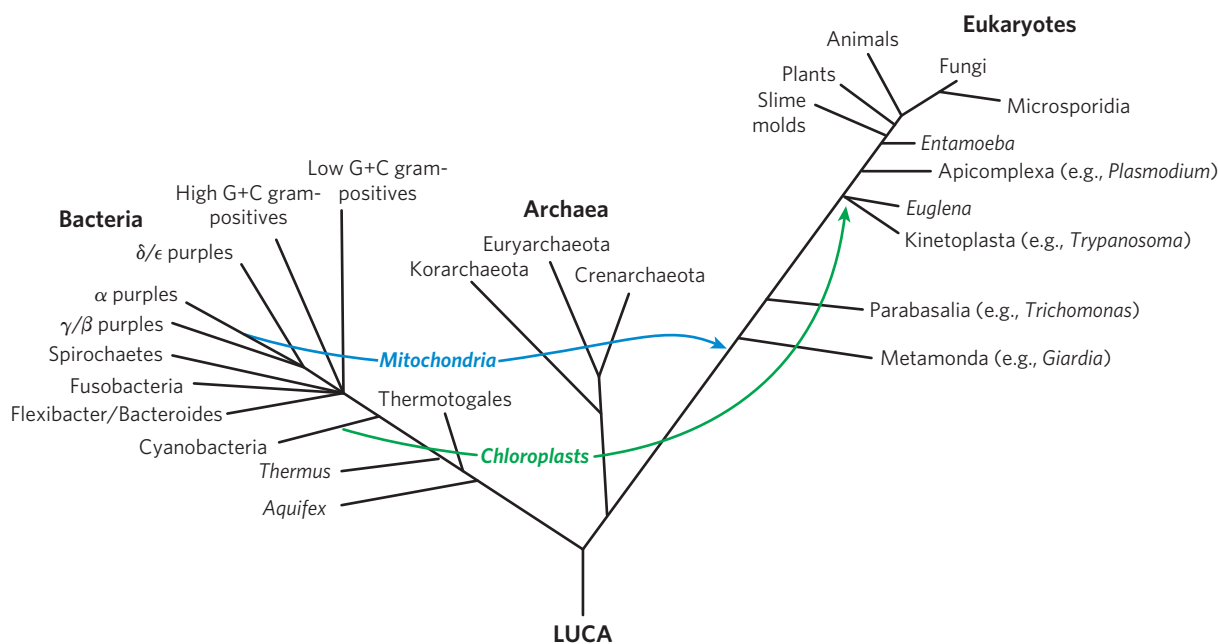 Eukaryotes
Animals
Fungi
Plants
Microsporidia
Slime
molds
Entamoeba
Apicomplexa (e.g., Plasmodium)
Euglena
Kinetoplasta (e.g., Trypanosoma)
Parabasalia (e.g., Trichomonas)
Metamonda (e.g., Giardia)
Archaea
Euryarchaeota
Korarchaeota
Crenarchaeota
Bacteria
Low G+C gram-
positives
High G+C gram-
positives
δ/ϵ purples
α purples
γ/β purples
Spirochaetes
Fusobacteria
Flexibacter/Bacteroides
Cyanobacteria
Thermus
Aquifex
Thermotogales
Mitochondria
Chloroplasts
LUCA